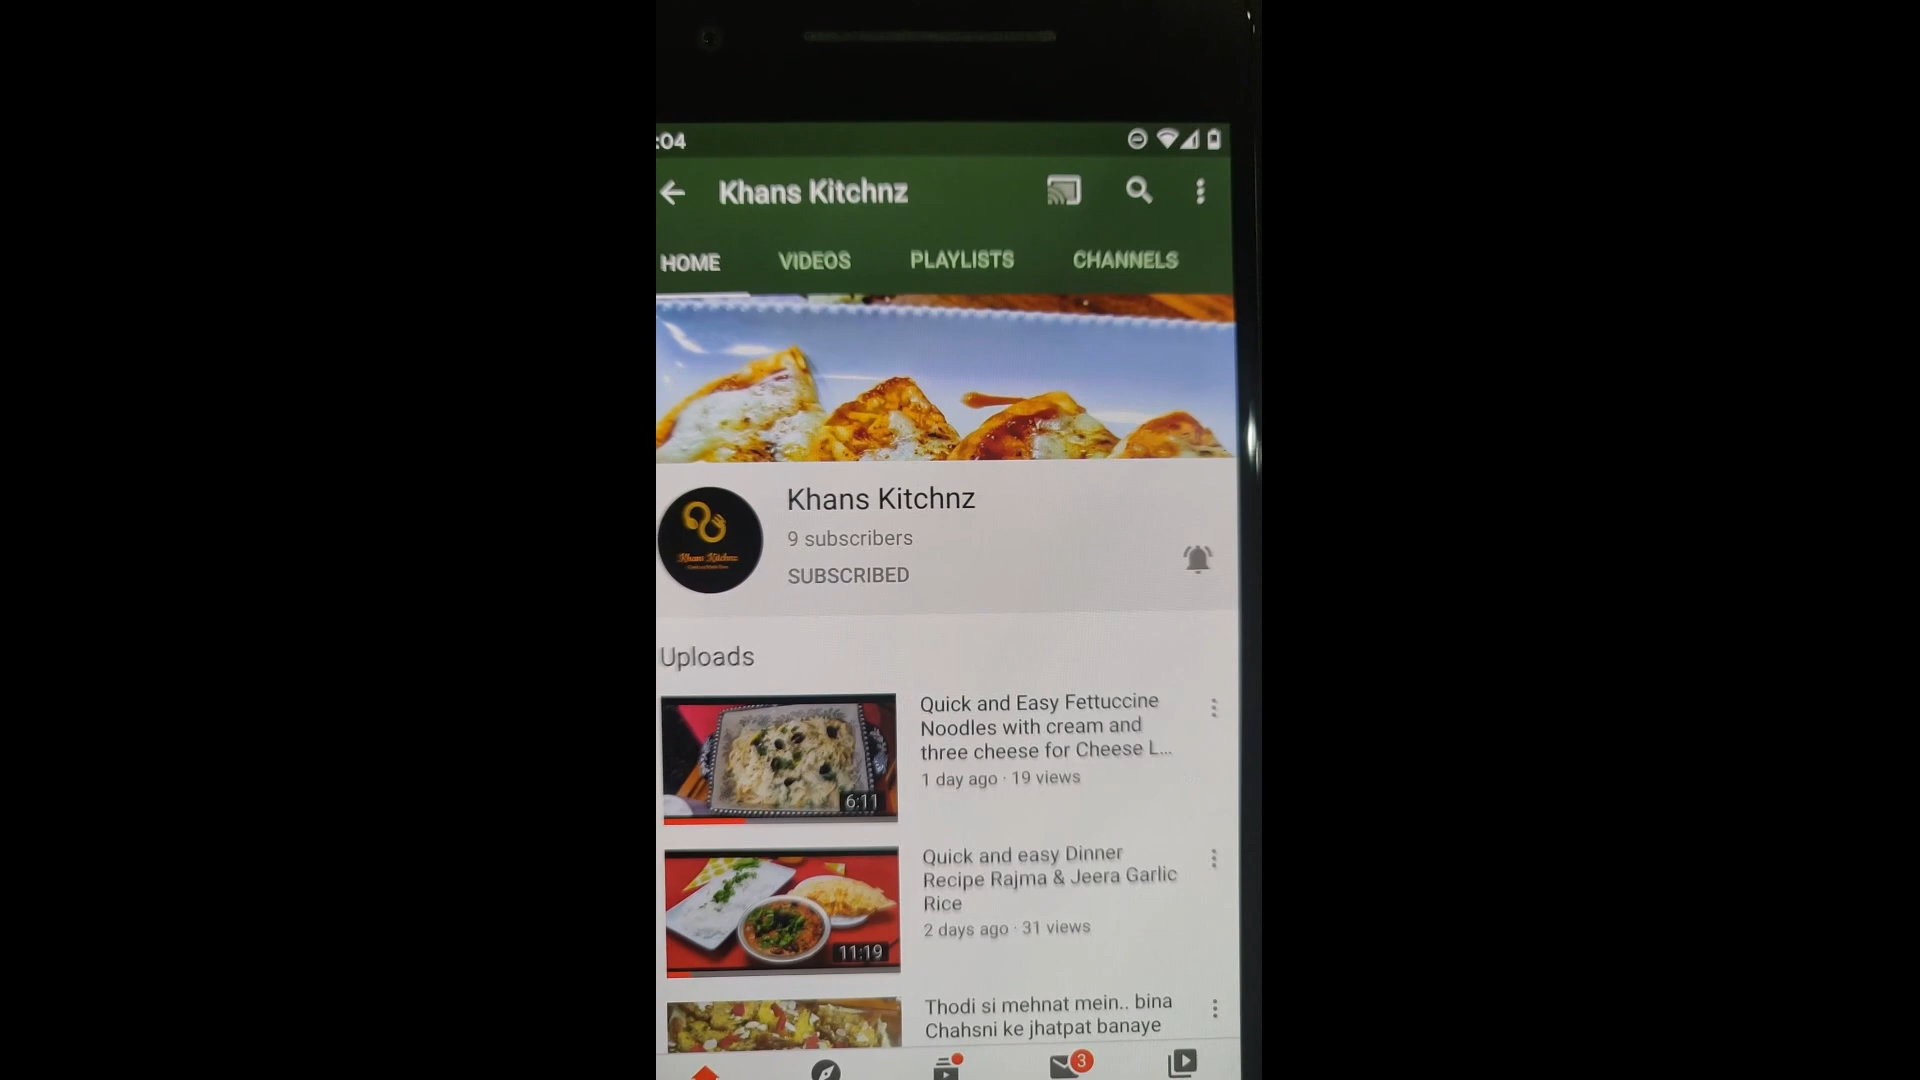 :04
Khans Kitchnz
HOME VIDEOS PLAYLISTS CHANNELS
Khans Kitchnz
9 subscribers
SUBSCRIBED
Khans Kitchnz
Uploads
Quick and Easy Fettuccine
Noodles with cream and
three cheese for Cheese L...
1 day ago · 19 views
6:11
Quick and easy Dinner
Recipe Rajma & Jeera Garlic
Rice
2 days ago · 31 views
11:19
Thodi si mehnat mein.. bina
Chahsni ke jhatpat banaye
3